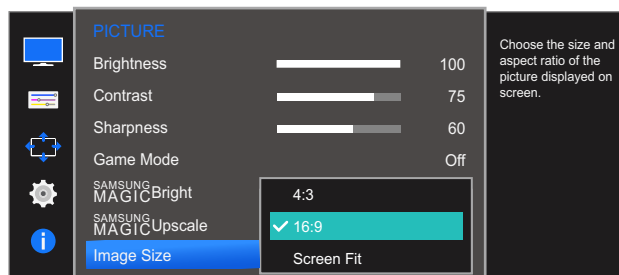 PICTURE
Brightness 100
Contrast 75
Sharpness 60
Game Mode Off
SAMSUNG
MAGICBright
SAMSUNG
MAGICUpscale
Image Size
4:3
16:9
Screen Fit
Choose the size and
aspect ratio of the
picture displayed on
screen.